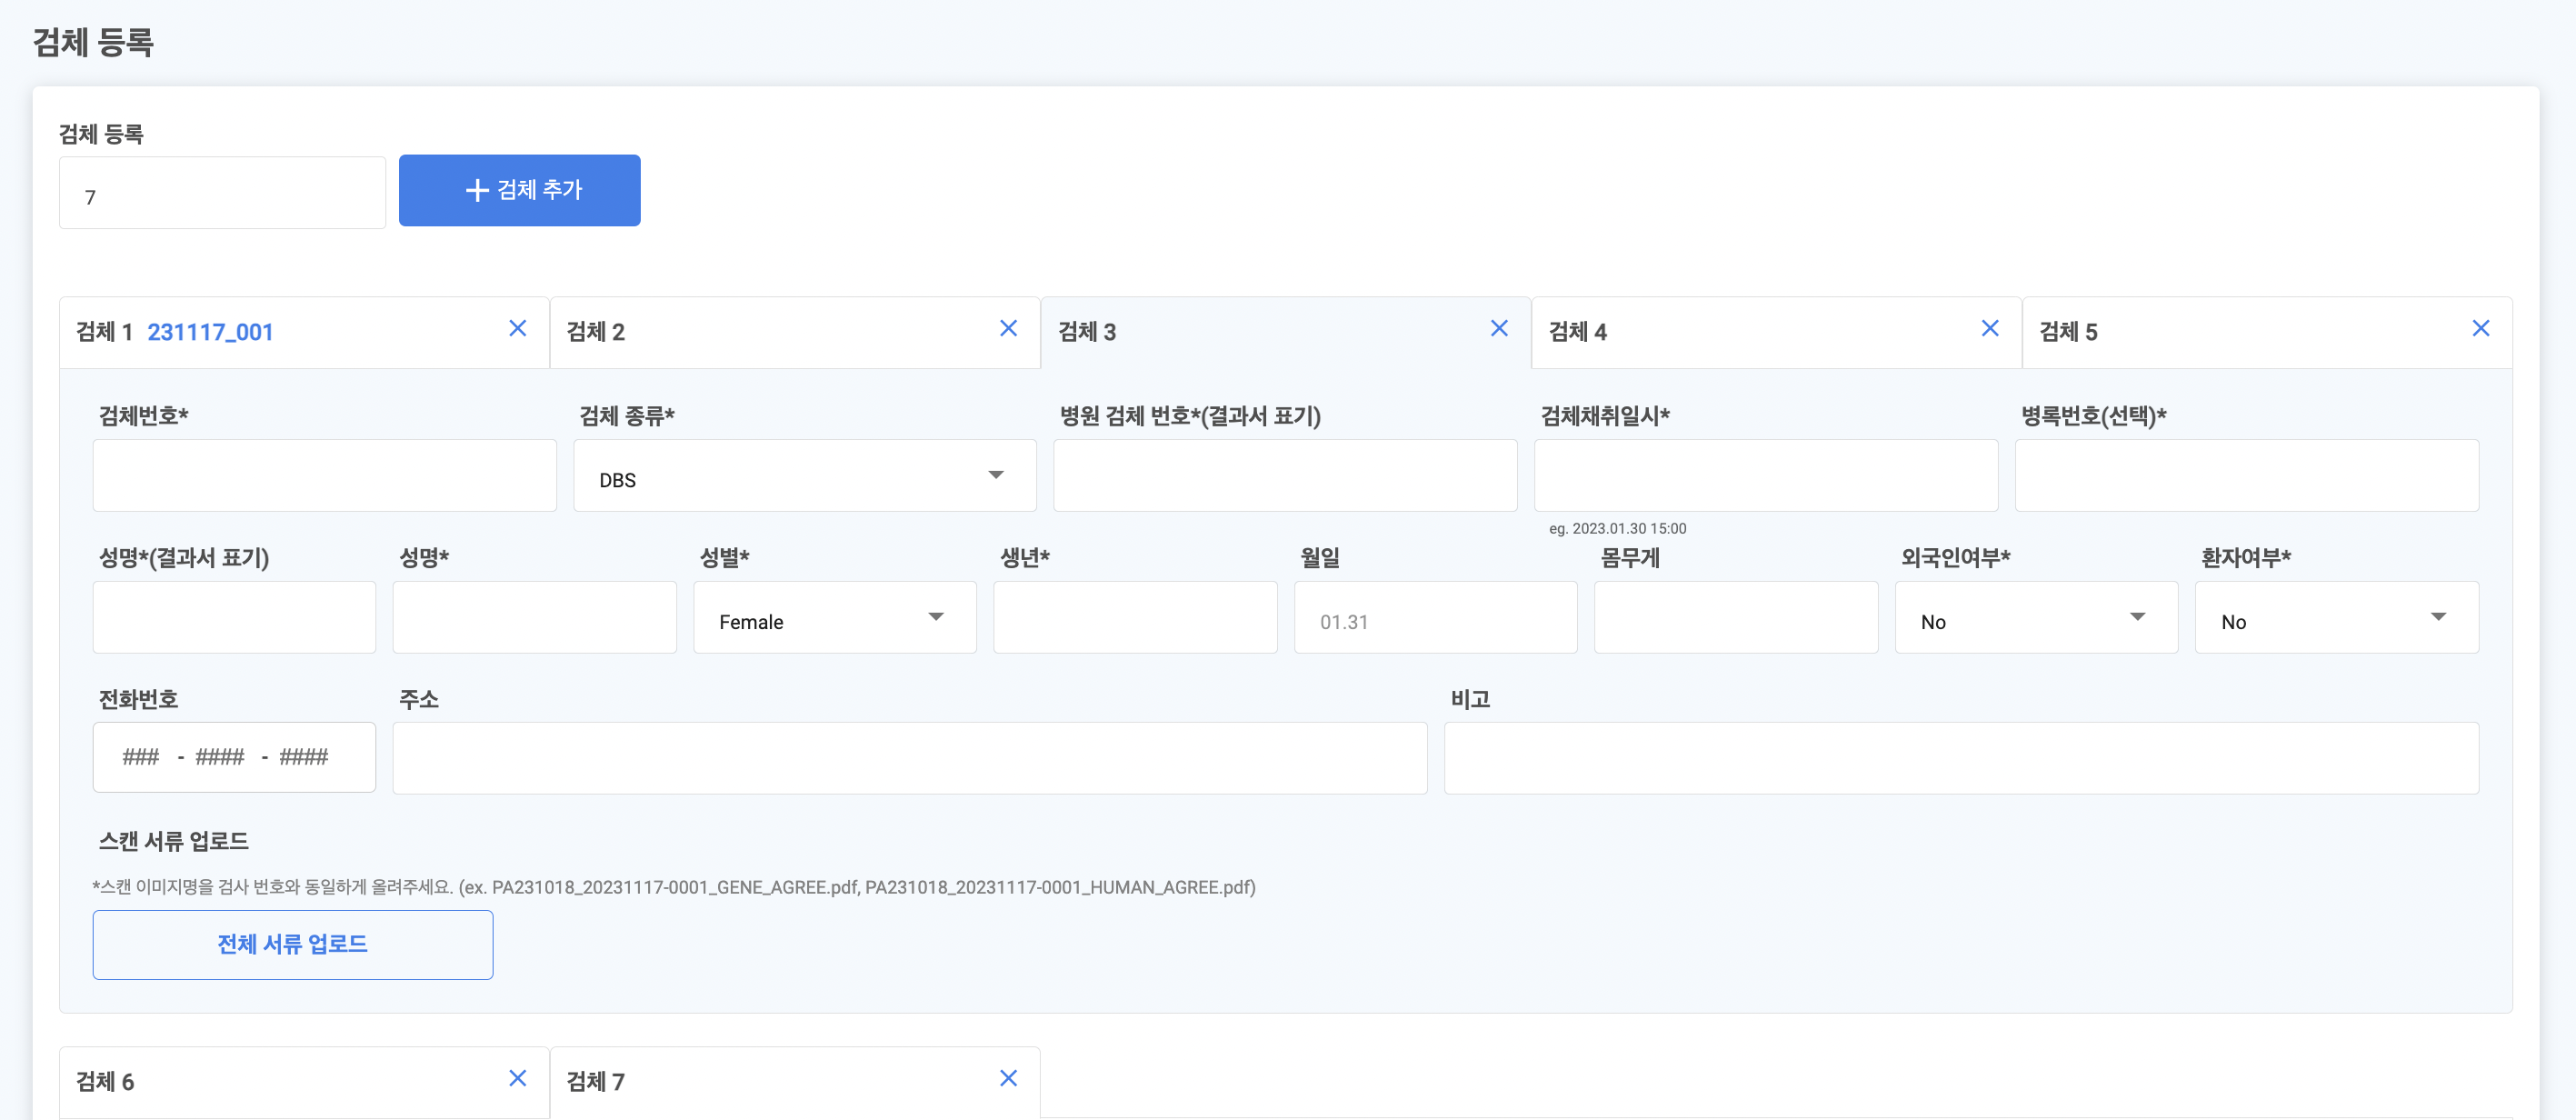 검체 등록
검체 등록
7
검체 추가
검체 1 231117_001
검체 2
검체 3
검체 4
검체 5
검체번호*
검체 종류*
병원 검체 번호*(결과서 표기)
검체채취일시*
병록번호(선택)*
DBS
eg. 2023.01.30 15:00
성명*(결과서 표기)
성명*
성별*
생년*
월일
몸무게
외국인여부*
환자여부*
Female
01.31
No
No
전화번호
주소
비고
### - #### - ####
스캔 서류 업로드
*스캔 이미지명을 검사 번호와 동일하게 올려주세요. (ex. PA231018_20231117-0001_GENE_AGREE.pdf, PA231018_20231117-0001_HUMAN_AGREE.pdf)
전체 서류 업로드
검체 6
검체 7